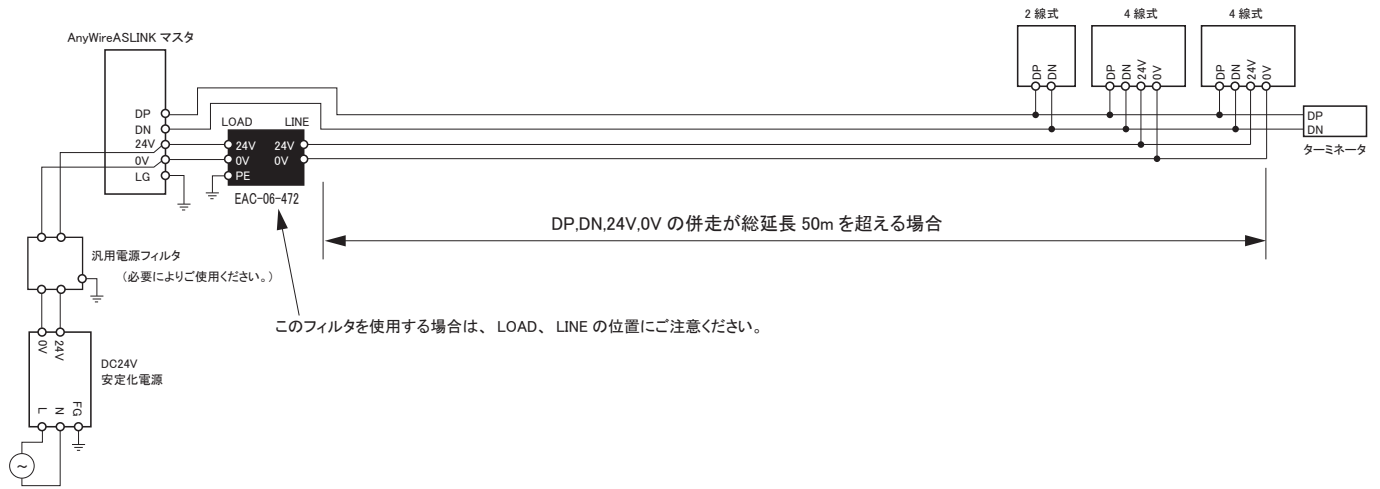 AnyWireASLINK マスタ
DP
DN
24V
0V
LG
LOAD LINE
24V 24V
0V 0V
PE
EAC-06-472
2 線式
DP
DN
4 線式
DP
DN
24V
0V
4 線式
DP
DN
24V
0V
DP
DN
ターミネータ
DP,DN,24V,0V の併走が総延長 50m を超える場合
汎用電源フィルタ
（必要によりご使用ください。）
このフィルタを使用する場合は、 LOAD、 LINE の位置にご注意ください。
0V
24V
DC24V
安定化電源
L
N
FG
～